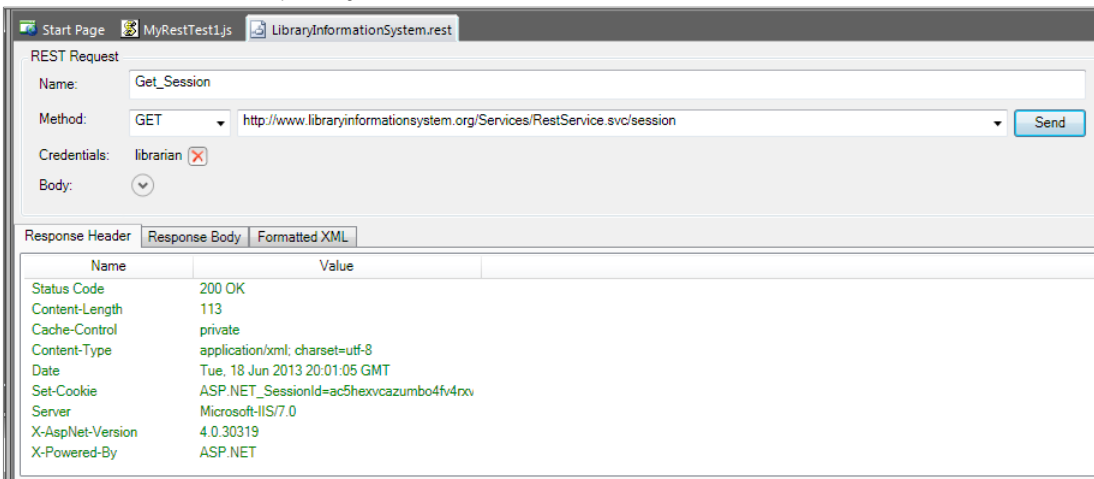 Start Page MyRestTest1.js LibraryInformationSystem.rest
REST Request
Name: Get_Session
Method: GET http://www.libraryinformationsystem.org/Services/RestService.svc/session Send
Credentials: librarian
Body:
Response Header Response Body Formatted XML
Name Value
Status Code 200 OK
Content-Length 113
Cache-Control private
Content-Type application/xml; charset=utf-8
Date Tue, 18 Jun 2013 20:01:05 GMT
Set-Cookie ASP.NET_SessionId=ac5hexvcazumbo4fv4rxv
Server Microsoft-IIS/7.0
X-AspNet-Version 4.0.30319
X-Powered-By ASP.NET